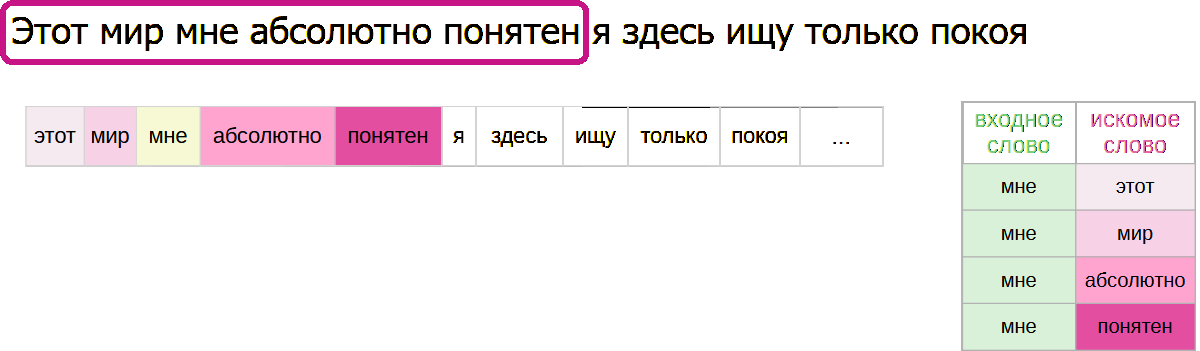 Этот мир мне абсолютно понятен я здесь ищу только покоя
этот мир мне абсолютно понятен я здесь ищу только покоя ...
входное слово искомое слово
мне этот
мне мир
мне абсолютно
мне понятен